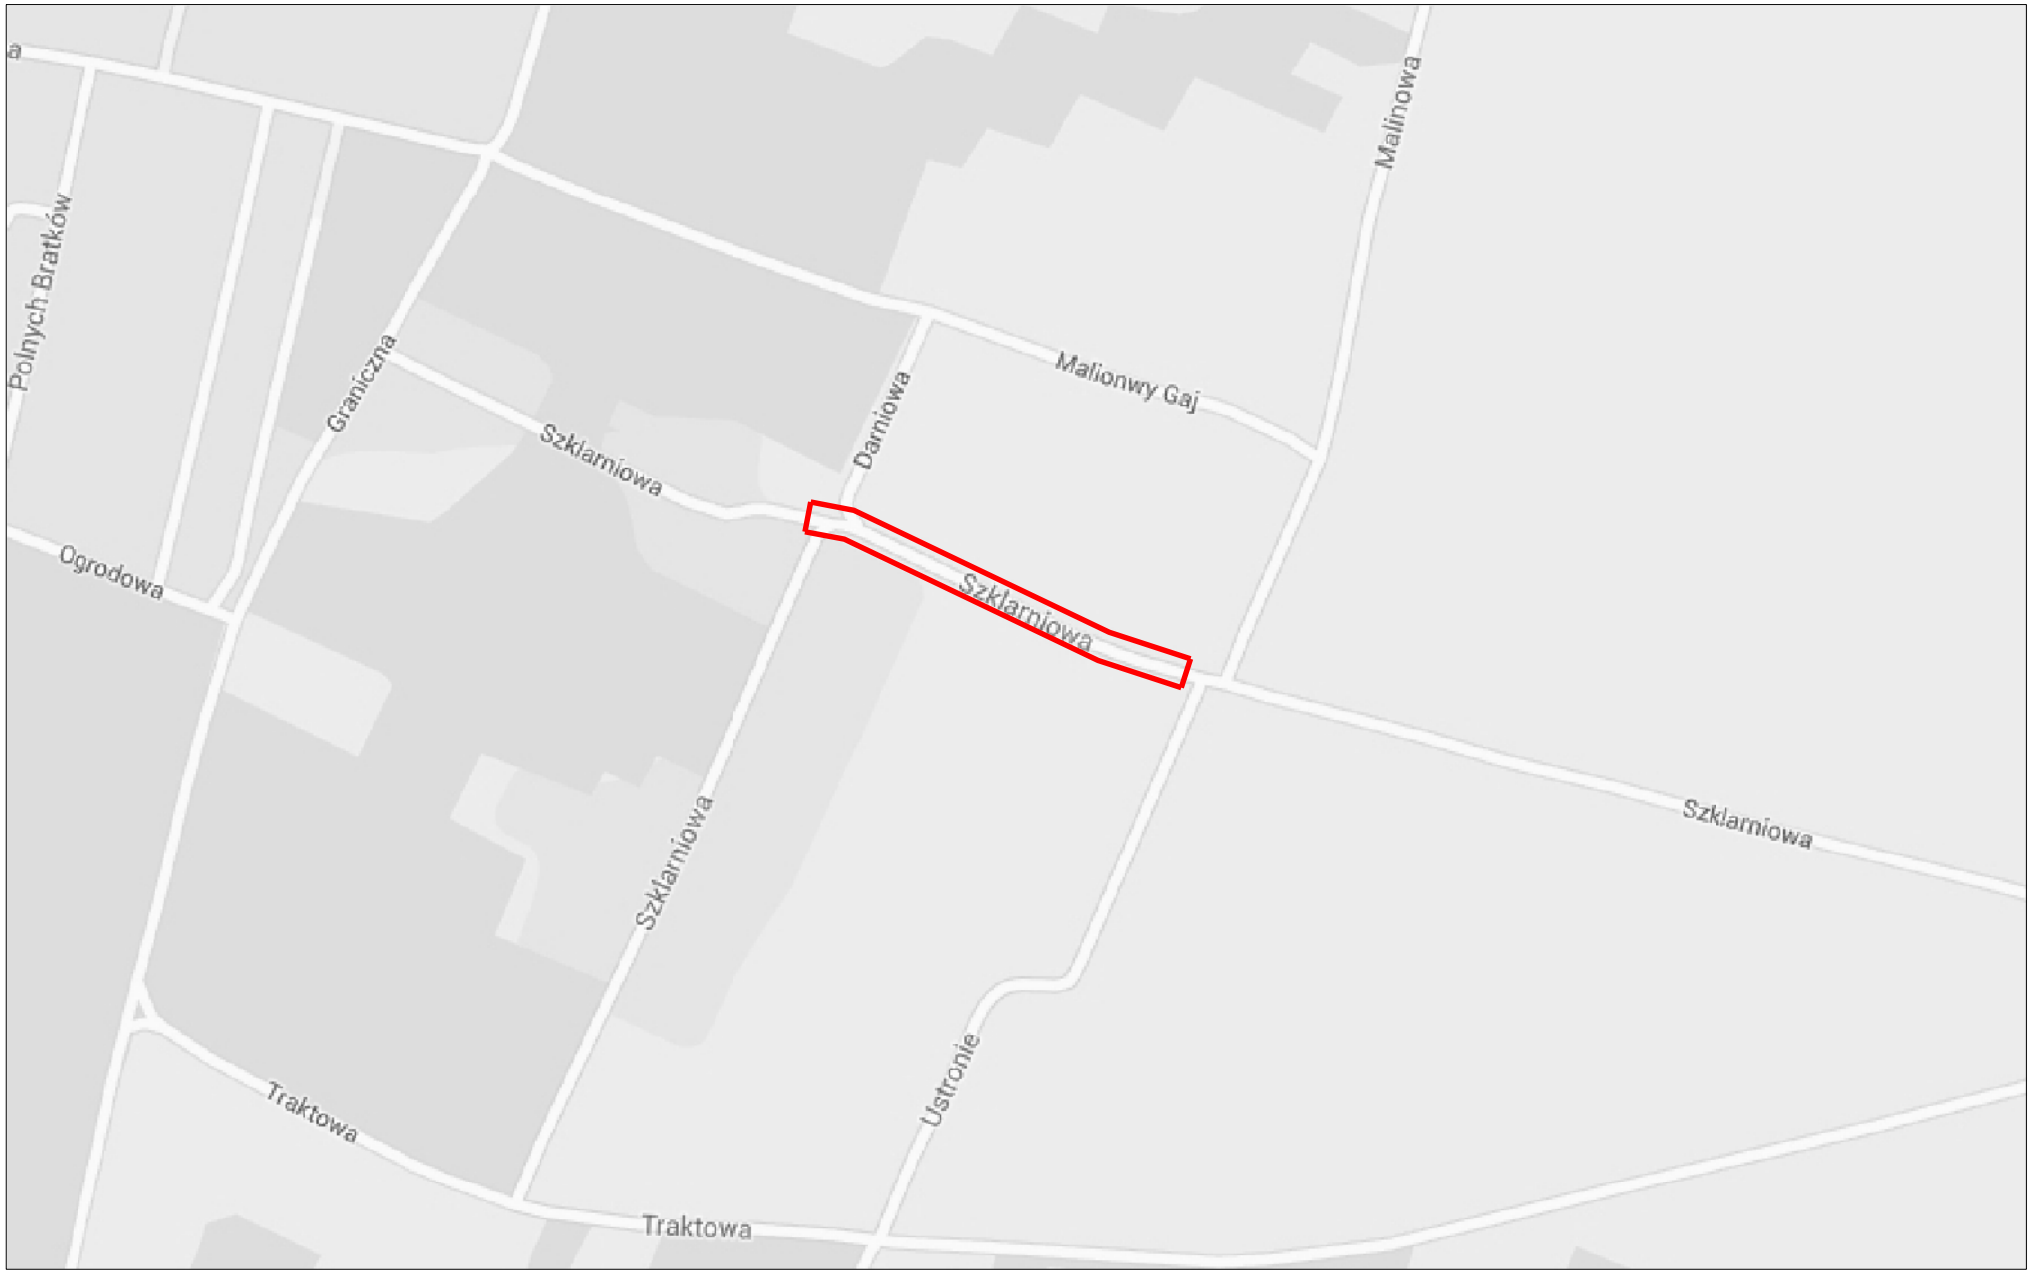 a
Malinowa
Polnych Bratków
Graniczna
Malionwy Gaj
Darniowa
Szklarniowa
Ogrodowa
Szklarniowa
Szklarniowa
Szklarniowa
Ustronie
Traktowa
Traktowa